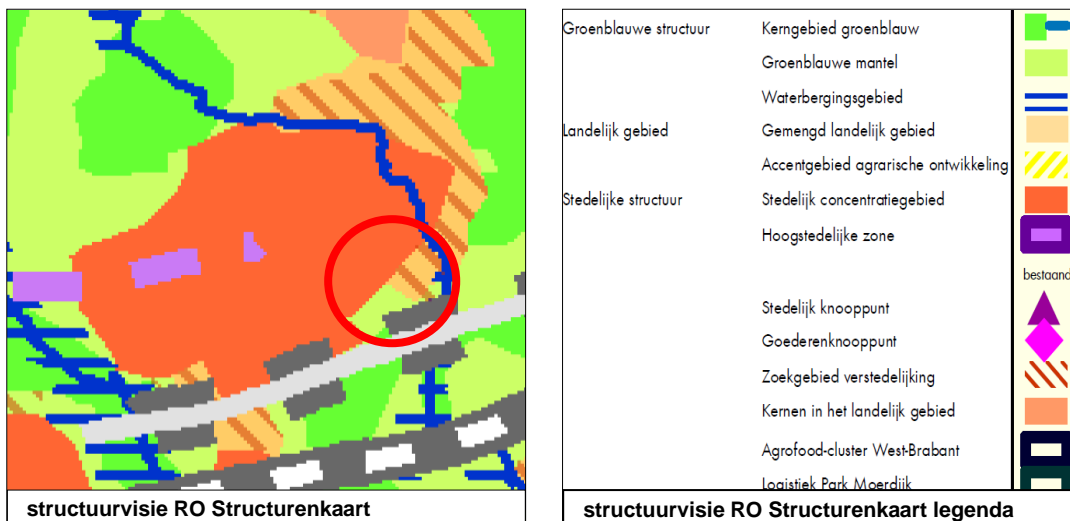 Groenblauwe structuur Kerngebied groenblauw
Groenblauwe mantel
Waterbergingsgebied
Landelijk gebied Gemengd landelijk gebied
Accentgebied agrarische ontwikkeling
Stedelijke structuur Stedelijk concentratiegebied
Hoogstedelijke zone
bestaand
Stedelijk knooppunt
Goederenknooppunt
Zoekgebied verstedelijking
Kernen in het landelijk gebied
Agrofood-cluster West-Brabant
Logistiek Park Moerdijk
structuurvisie RO Structurenkaart
structuurvisie RO Structurenkaart legenda